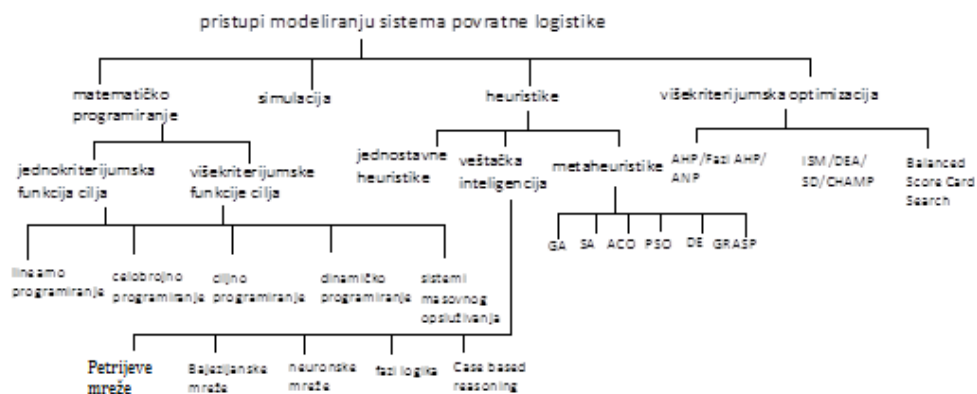 pristupi modeliranju sistema povratne logistike
matematičko
programiranje
simulacija
heuristike
višekriterijumska optimizacija
jednokriterijumska
funkcija cilja
višekriterijumske
funkcije cilja
jednostavne
heuristike
veštačka
inteligencija
metaheuristike
AHP/Fazi AHP/
ANP
ISM/DEA/
SD/CHAMP
Balanced
Score Card
Search
GA
SA
ACO
PSO
DE
GRASP
linearno
programiranje
celobrojno
programiranje
ciljno
programiranje
dinamičko
programiranje
sistemi
masovnog
opsluživanja
Petrijeve
mreže
Bajezijanske
mreže
neuronske
mreže
fazi logika
Case based
reasoning